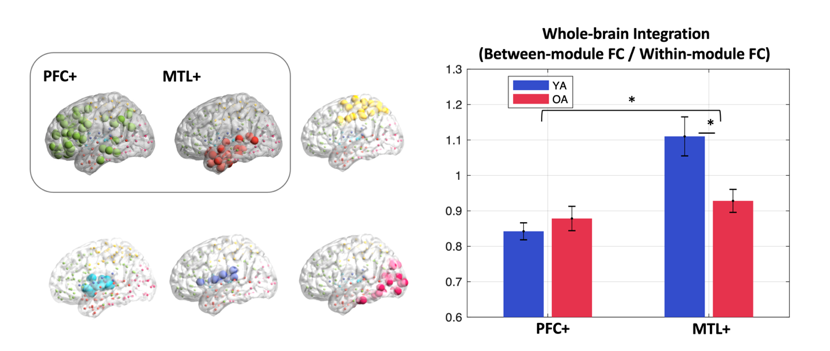 PFC+ MTL+
Whole-brain Integration
(Between-module FC / Within-module FC)
1.3
YA
OA
1.2
*
*
1.1
1
0.9
0.8
0.7
0.6
PFC+ MTL+